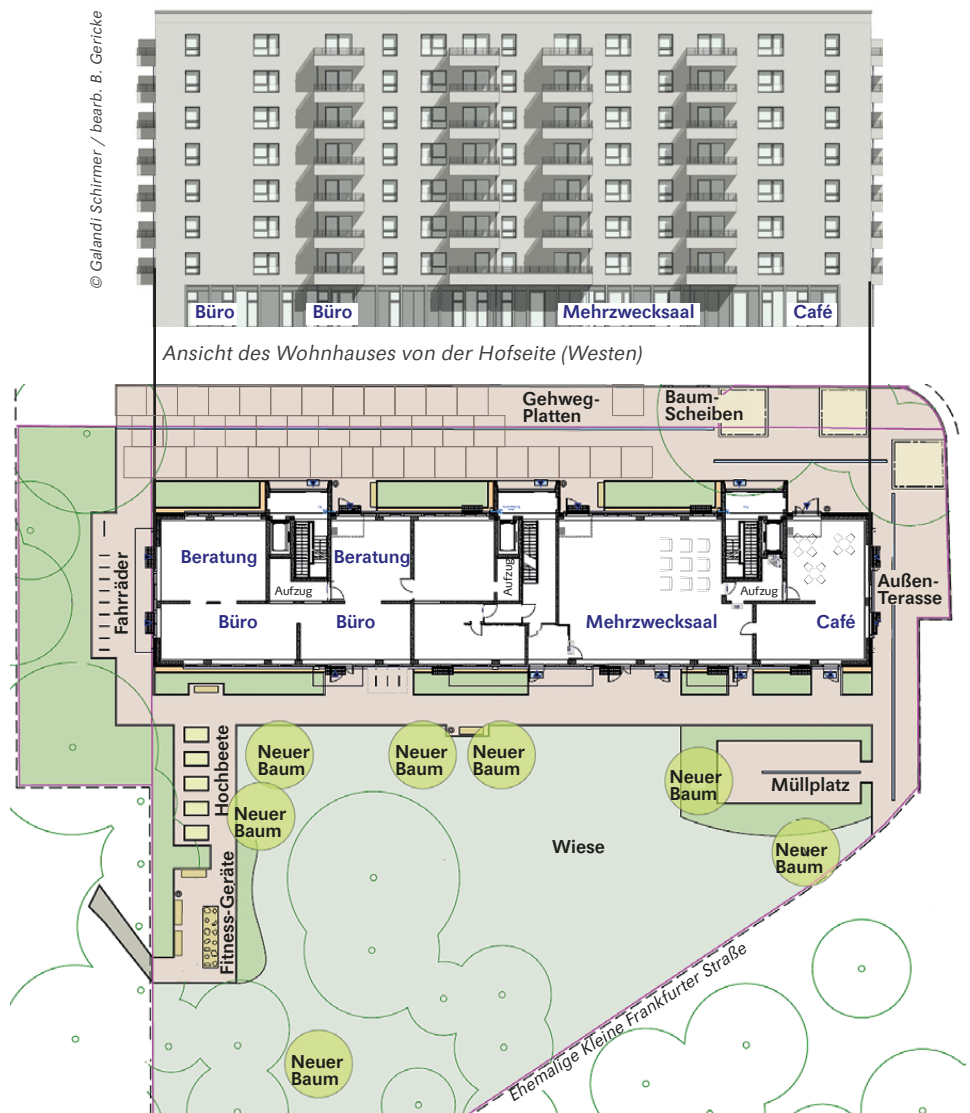 © Galandi Schirmer / bearb. B. Gericke
Büro
Büro
Mehrzwecksaal
Café
Ansicht des Wohnhauses von der Hofseite (Westen)
Gehweg-
Platten
Baum-
Scheiben
Beratung
Beratung
Aufzug
Aufzug
Aufzug
Fahrräder
Außen-
Terasse
Büro
Büro
Mehrzwecksaal
Café
Neuer
Baum
Neuer
Baum
Neuer
Baum
Neuer
Baum
Müllplatz
Hochbeete
Neuer
Baum
Wiese
Neuer
Baum
Fitness-Geräte
Ehemalige Kleine Frankfurter Straße
Neuer
Baum